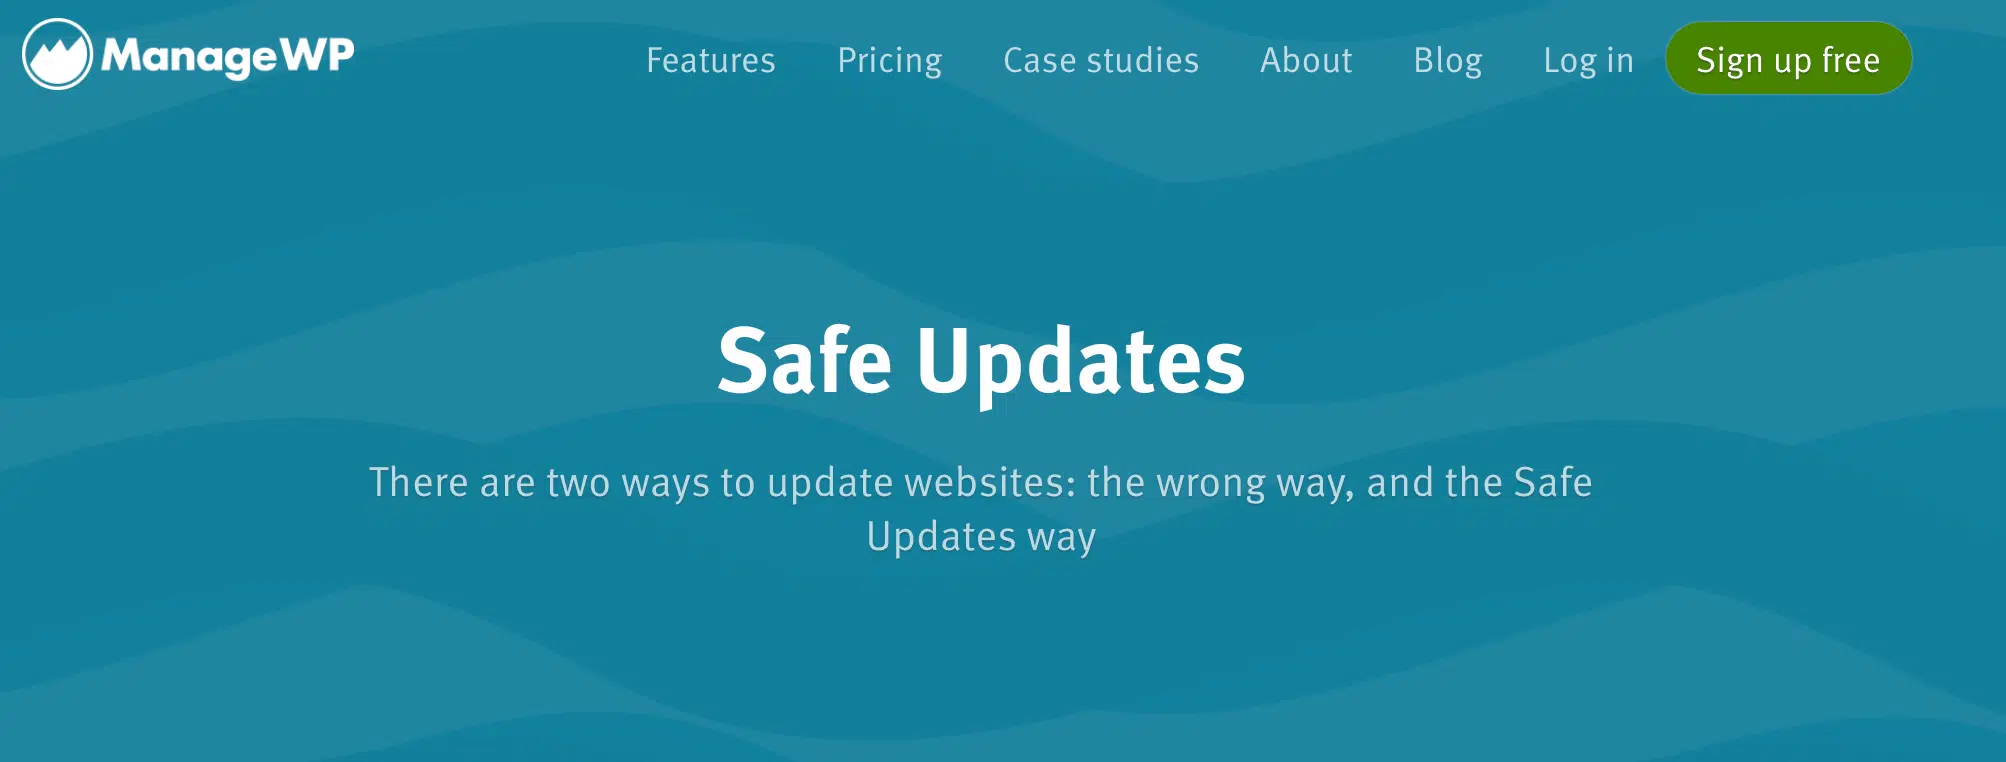 ManageWP
Features Pricing Case studies About Blog Log in Sign up free
Safe Updates
There are two ways to update websites: the wrong way, and the Safe
Updates way